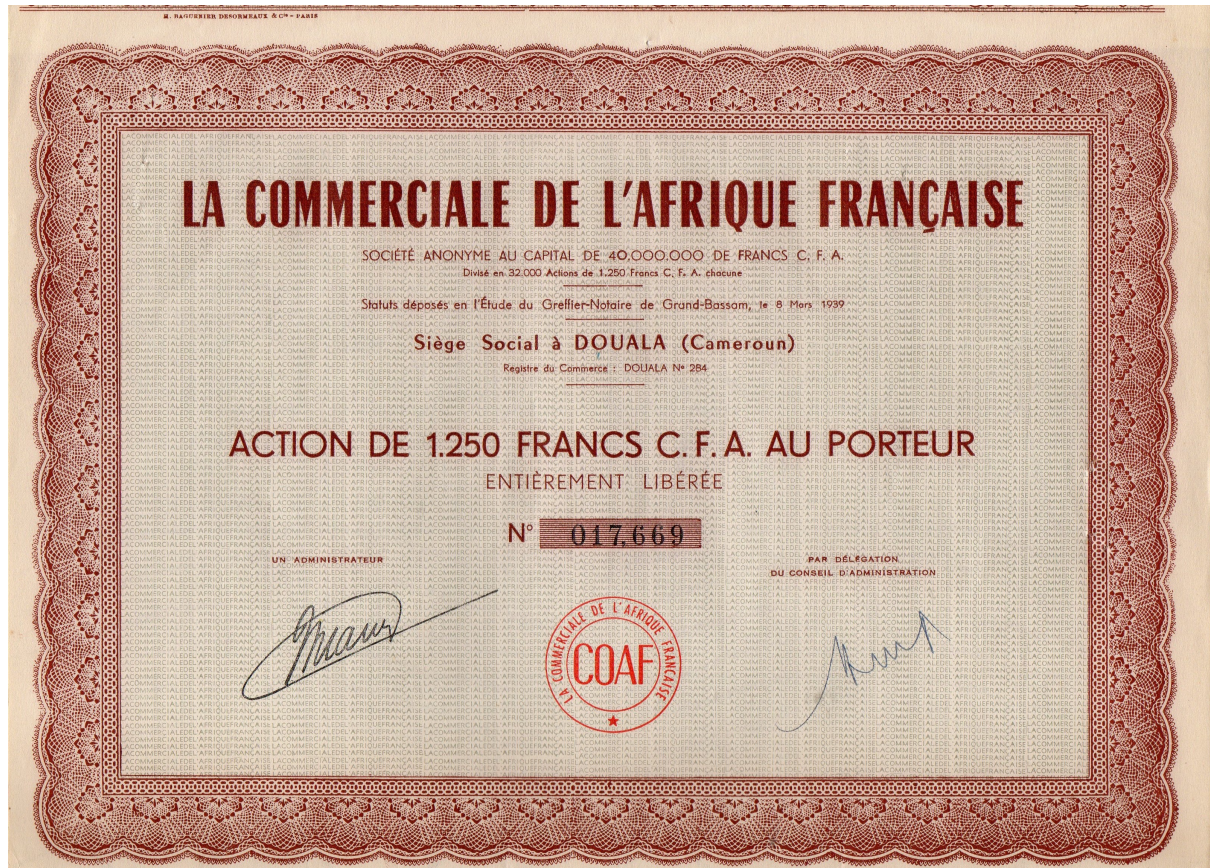 H. BAGUENIER DESORMEAUX & Cie - PARIS
LA COMMERCIALE DE L'AFRIQUE FRANÇAISE
SOCIÉTÉ ANONYME AU CAPITAL DE 40.000.000 DE FRANCS C. F. A.
Divisé en 32.000 Actions de 1.250 Francs C. F. A. chacune
Statuts déposés en l'Étude du Greffier-Notaire de Grand-Bassam, le 8 Mars 1939
Siège Social à DOUALA (Cameroun)
Registre du Commerce : DOUALA No 284
ACTION DE 1.250 FRANCS C. F. A. AU PORTEUR
ENTIÈREMENT LIBÉRÉE
N° 017,669
UN ADMINISTRATEUR
PAR DÉLÉGATION
DU CONSEIL D'ADMINISTRATION
LA COMMERCIALE DE L'AFRIQUE FRANÇAISE
COAF